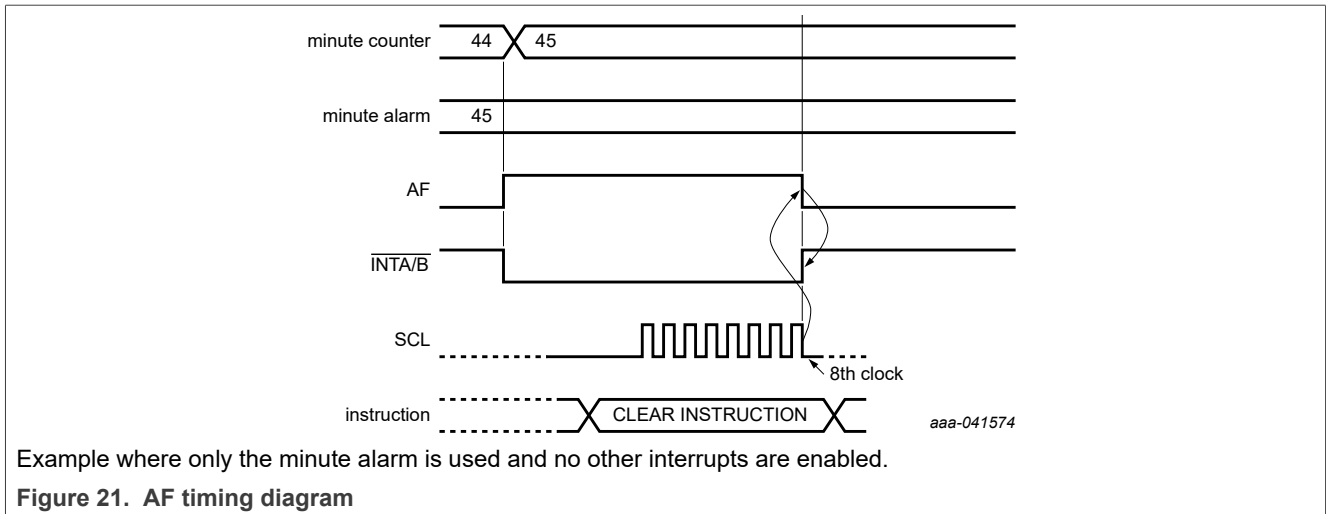 minute counter 44 45
minute alarm 45
AF
INTA/B
SCL
8th clock
instruction CLEAR INSTRUCTION
aaa-041574
Example where only the minute alarm is used and no other interrupts are enabled.
Figure 21. AF timing diagram